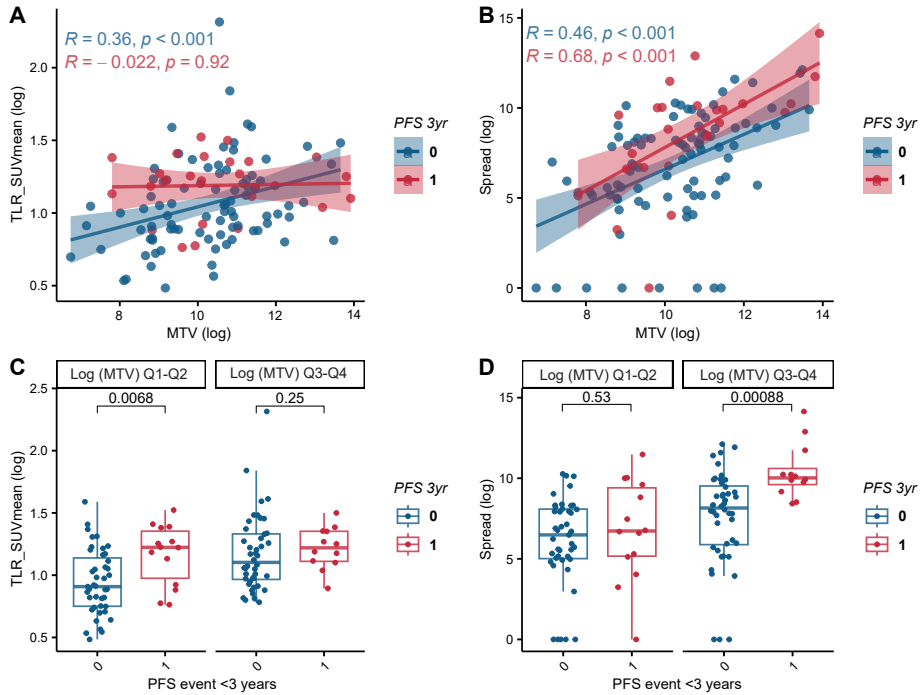 A
R = 0.36, p < 0.001
R = − 0.022, p = 0.92
2.0
1.5
1.0
0.5
TLR_SUVmean (log)
8
10
12
14
MTV (log)
PFS 3yr
0
1
B
R = 0.46, p < 0.001
R = 0.68, p < 0.001
15
10
5
0
Spread (log)
8
10
12
14
MTV (log)
PFS 3yr
0
1
C
Log (MTV) Q1-Q2
Log (MTV) Q3-Q4
0.0068
0.25
2.5
2.0
1.5
1.0
0.5
TLR_SUVmean (log)
0
1
0
1
PFS event <3 years
PFS 3yr
0
1
D
Log (MTV) Q1-Q2
Log (MTV) Q3-Q4
0.53
0.00088
15
10
5
0
Spread (log)
0
1
0
1
PFS event <3 years
PFS 3yr
0
1